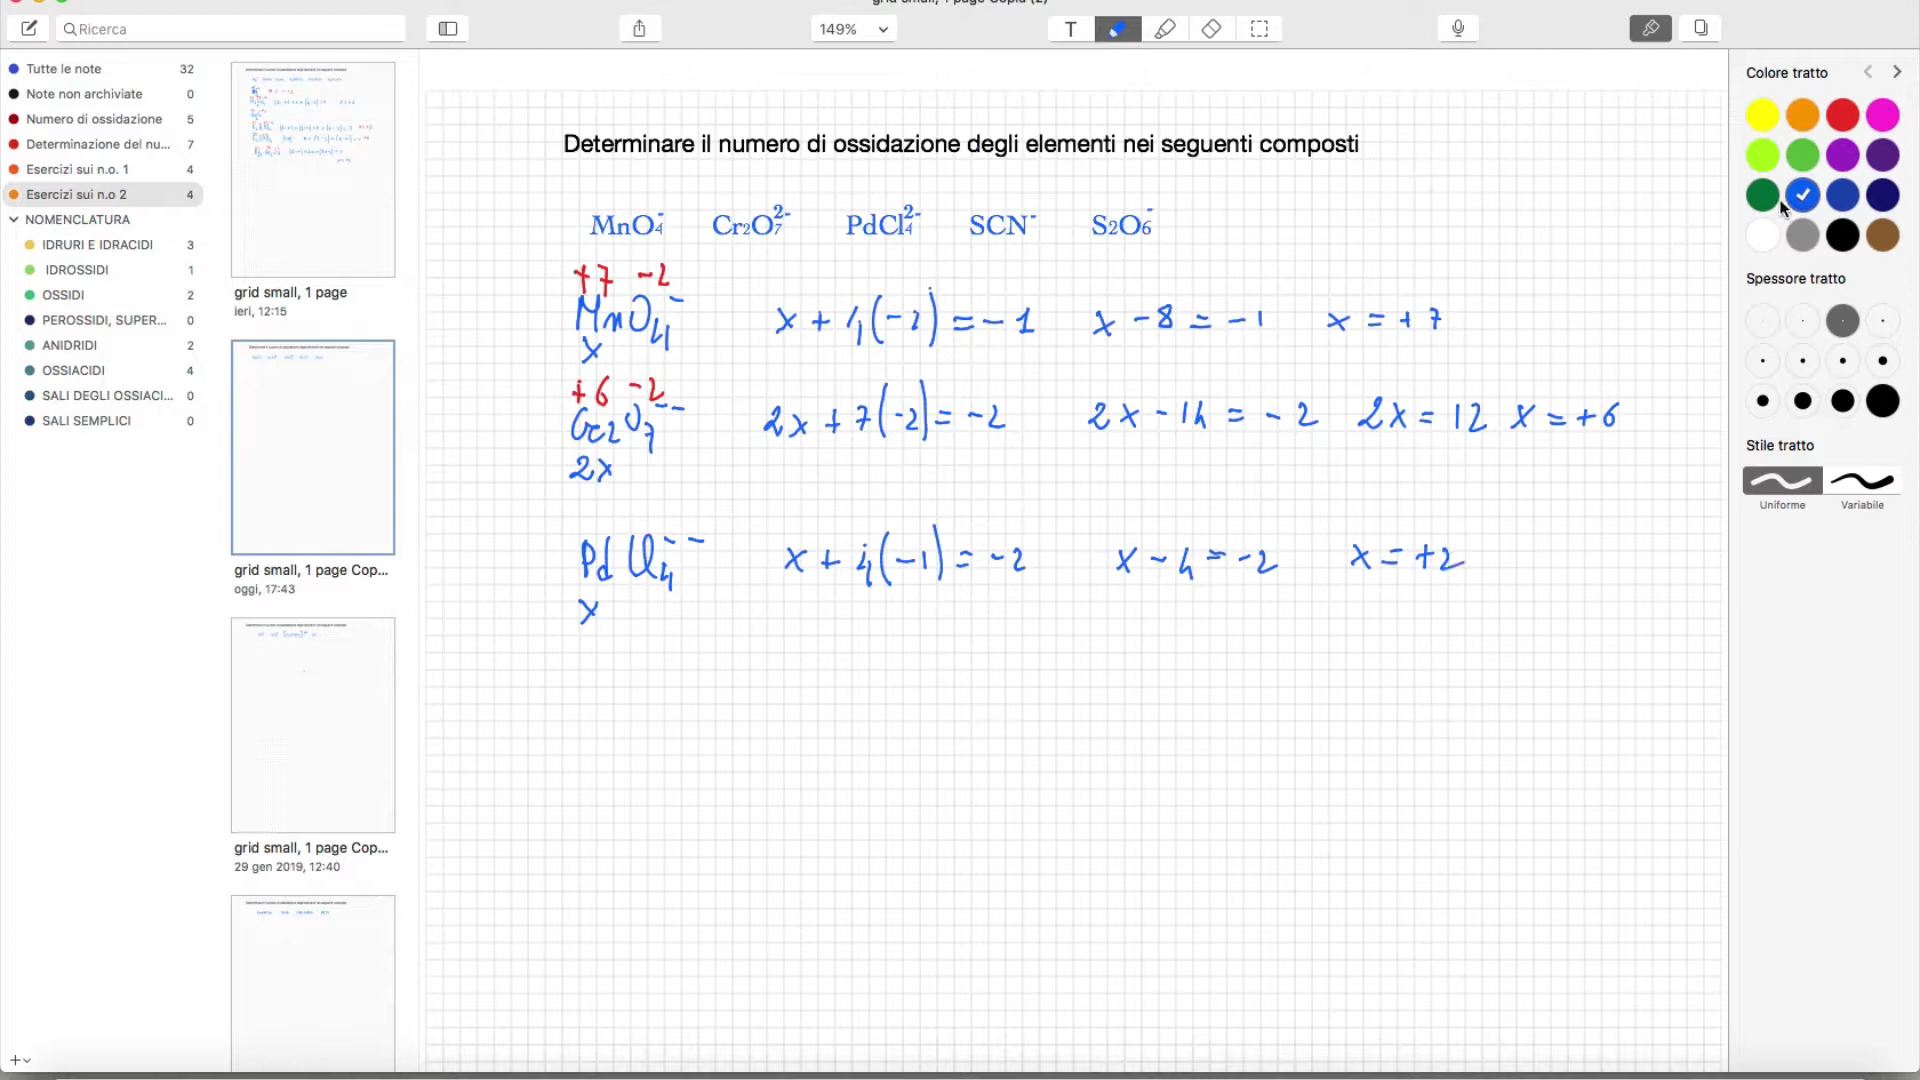 Ricerca
149%
T
Tutte le note 32
Note non archiviate 0
Numero di ossidazione 5
Determinazione del nu... 7
Esercizi sui n.o. 1 4
Esercizi sui n.o 2 4
NOMENCLATURA
IDRURI E IDRACIDI 3
IDROSSIDI 1
OSSIDI 2
PEROSSIDI, SUPER... 0
ANIDRIDI 2
OSSIACIDI 4
SALI DEGLI OSSIACI... 0
SALI SEMPLICI 0
grid small, 1 page
ieri, 12:15
grid small, 1 page Cop...
oggi, 17:43
grid small, 1 page Cop...
29 gen 2019, 12:40
Determinare il numero di ossidazione degli elementi nei seguenti composti
MnO4- Cr2O7 2- PdCl4 2- SCN- S2O6-
+7 -2
MnO4- x + 4(-2) = -1 x - 8 = -1 x = +7
x
+6 -2
Cr2O7-- 2x + 7(-2) = -2 2x - 14 = -2 2x = 12 x = +6
2x
PdCl4-- x + 4(-1) = -2 x - 4 = -2 x = +2
x
Colore tratto
Spessore tratto
Stile tratto
Uniforme Variabile